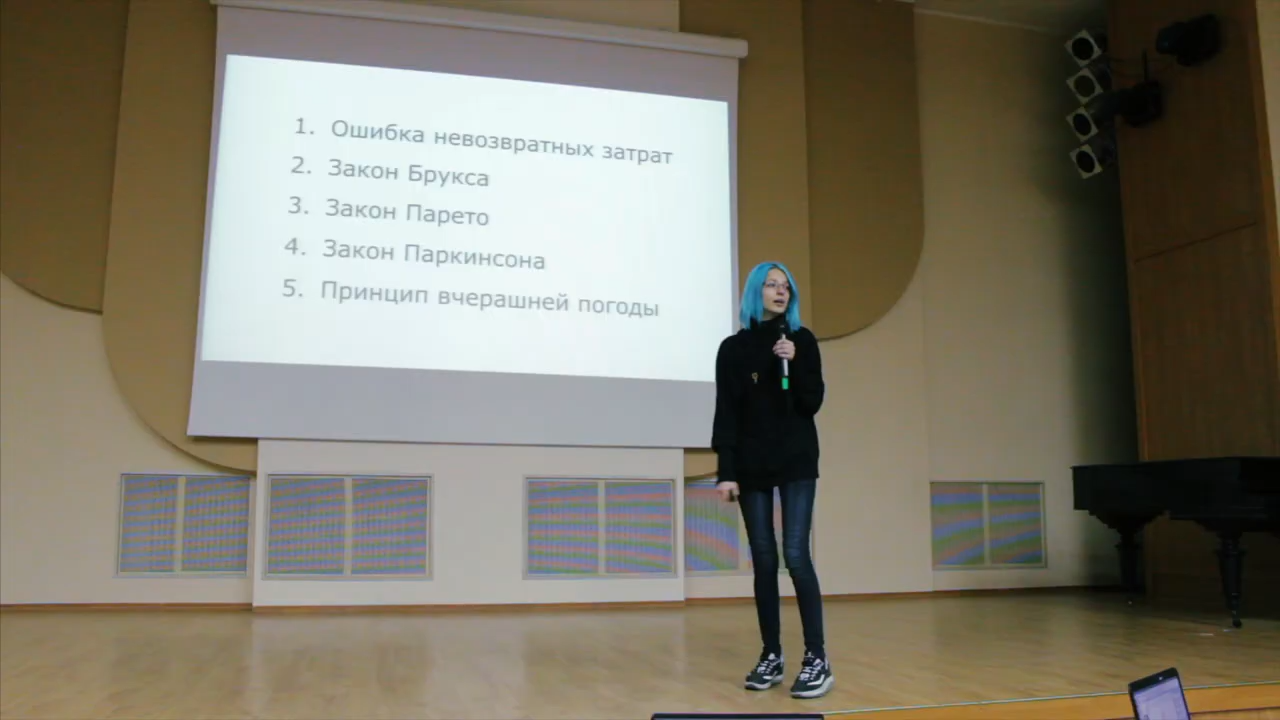 1. Ошибка невозвратных затрат
2. Закон Брукса
3. Закон Парето
4. Закон Паркинсона
5. Принцип вчерашней погоды